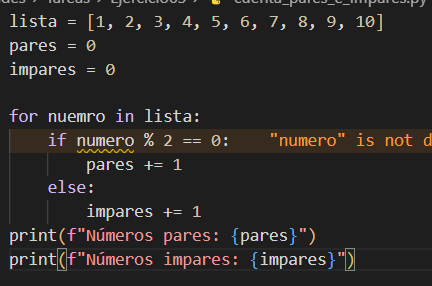 Ejercicios cuenta_pares_e_impares.py
lista = [1, 2, 3, 4, 5, 6, 7, 8, 9, 10]
pares = 0
impares = 0
for nuemro in lista:
if numero % 2 == 0: "numero" is not d
pares += 1
else:
impares += 1
print(f"Números pares: {pares}")
print(f"Números impares: {impares}")